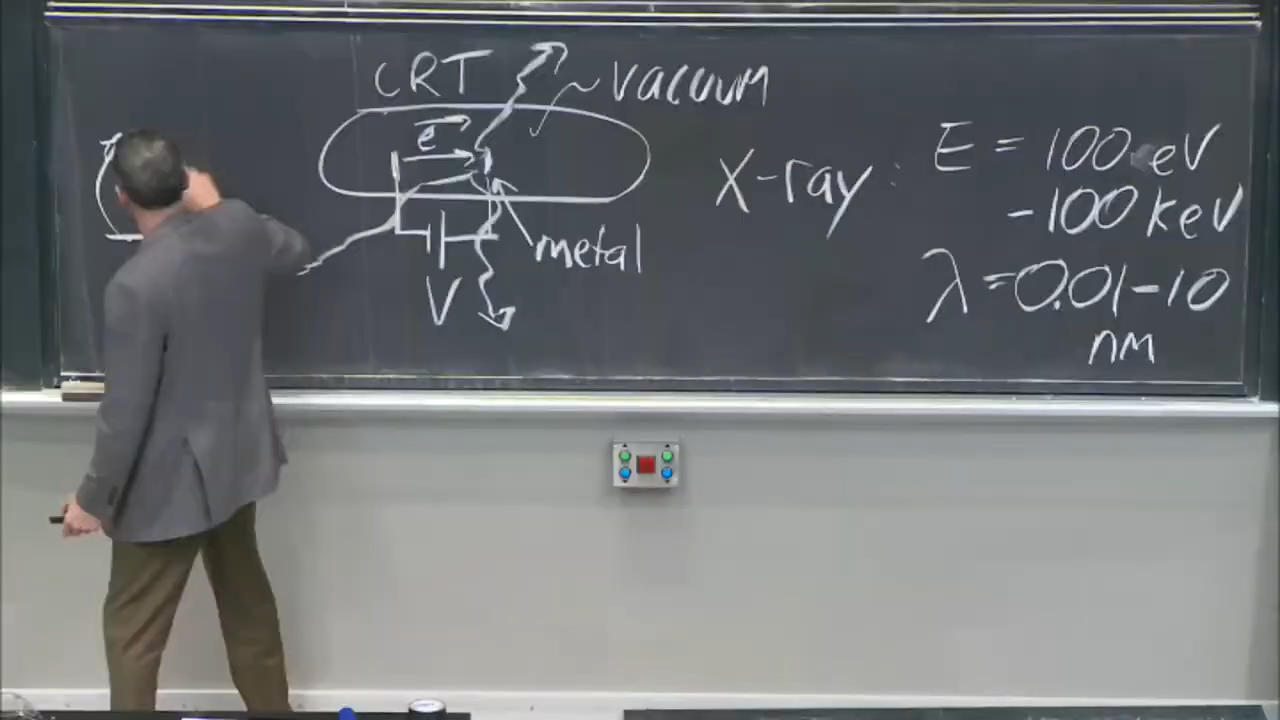 CRT
~vacuum
e
metal
V
X-ray:
E = 100 eV
-100 keV
λ=0.01-10
nm